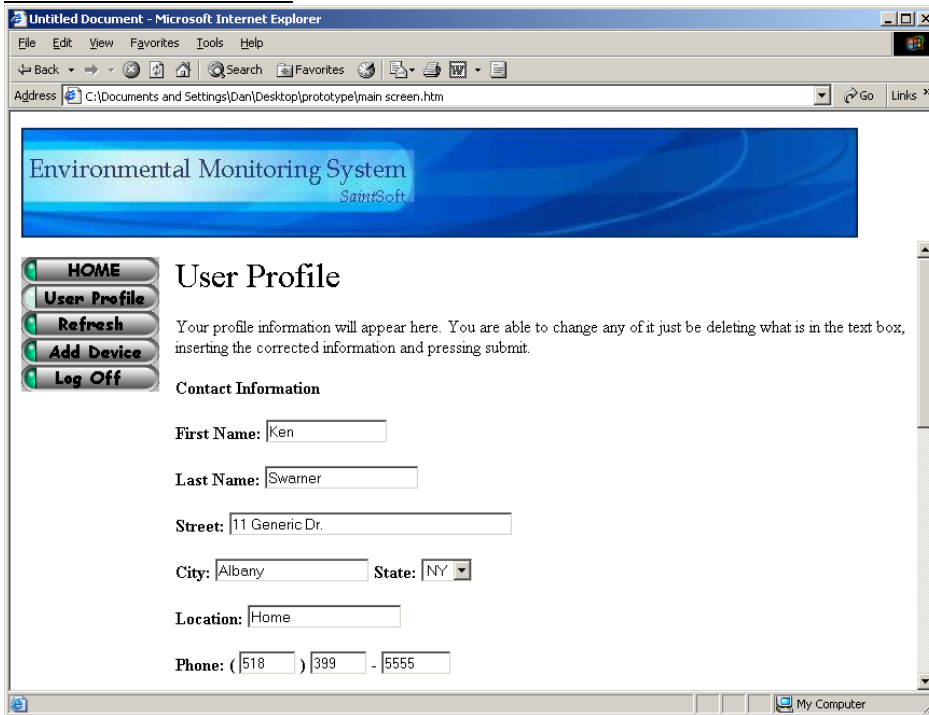 Untitled Document - Microsoft Internet Explorer
File Edit View Favorites Tools Help
Back Search Favorites
Address C:\Documents and Settings\Dan\Desktop\prototype\main screen.htm Go Links »
Environmental Monitoring System
SaintSoft
HOME
User Profile
Refresh
Add Device
Log Off
User Profile
Your profile information will appear here. You are able to change any of it just be deleting what is in the text box,
inserting the corrected information and pressing submit.
Contact Information
First Name: Ken
Last Name: Swarner
Street: 11 Generic Dr.
City: Albany State: NY
Location: Home
Phone: ( 518 ) 399 - 5555
My Computer